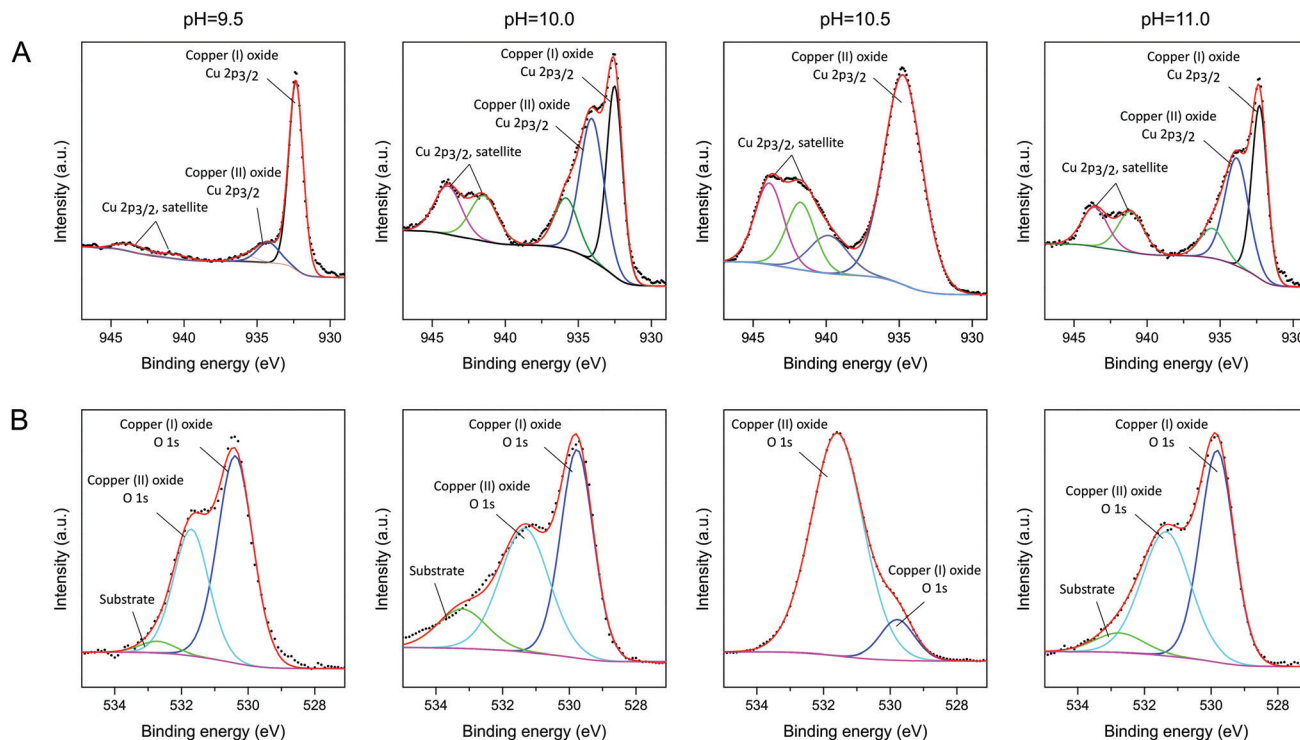 pH=9.5
pH=10.0
pH=10.5
pH=11.0
A
Copper (I) oxide
Cu 2p3/2
Copper (II) oxide
Cu 2p3/2
Cu 2p3/2, satellite
Intensity (a.u.)
945
940
935
930
Binding energy (eV)
Copper (I) oxide
Cu 2p3/2
Copper (II) oxide
Cu 2p3/2
Cu 2p3/2, satellite
Intensity (a.u.)
945
940
935
930
Binding energy (eV)
Copper (II) oxide
Cu 2p3/2
Cu 2p3/2, satellite
Intensity (a.u.)
945
940
935
930
Binding energy (eV)
Copper (I) oxide
Cu 2p3/2
Copper (II) oxide
Cu 2p3/2
Cu 2p3/2, satellite
Intensity (a.u.)
945
940
935
930
Binding energy (eV)
B
Copper (I) oxide
O 1s
Copper (II) oxide
O 1s
Substrate
Intensity (a.u.)
534
532
530
528
Binding energy (eV)
Copper (I) oxide
O 1s
Copper (II) oxide
O 1s
Substrate
Intensity (a.u.)
534
532
530
528
Binding energy (eV)
Copper (II) oxide
O 1s
Copper (I) oxide
O 1s
Intensity (a.u.)
534
532
530
528
Binding energy (eV)
Copper (I) oxide
O 1s
Copper (II) oxide
O 1s
Substrate
Intensity (a.u.)
534
532
530
528
Binding energy (eV)